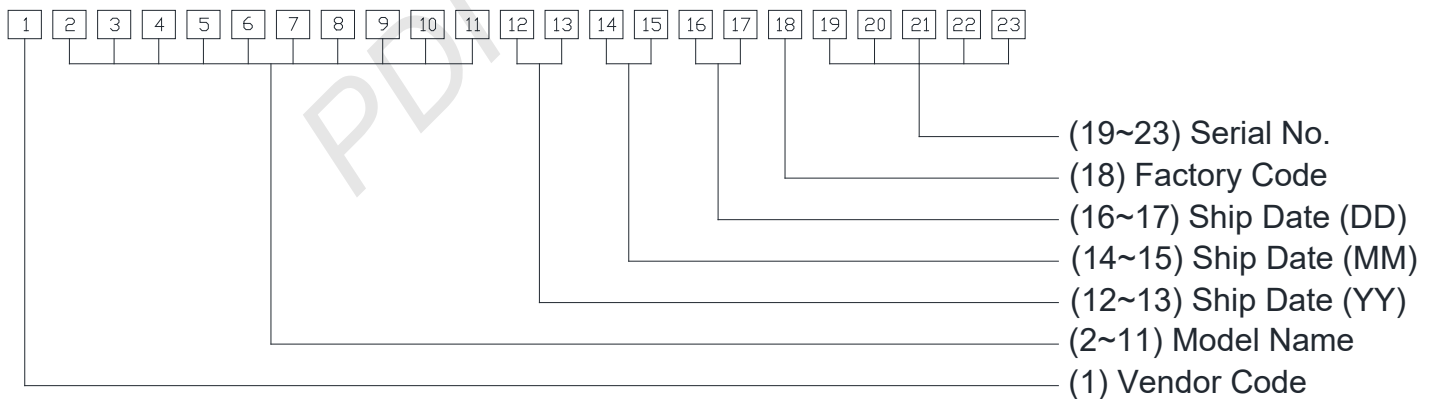 1 2 3 4 5 6 7 8 9 10 11 12 13 14 15 16 17 18 19 20 21 22 23
(19~23) Serial No.
(18) Factory Code
(16~17) Ship Date (DD)
(14~15) Ship Date (MM)
(12~13) Ship Date (YY)
(2~11) Model Name
(1) Vendor Code